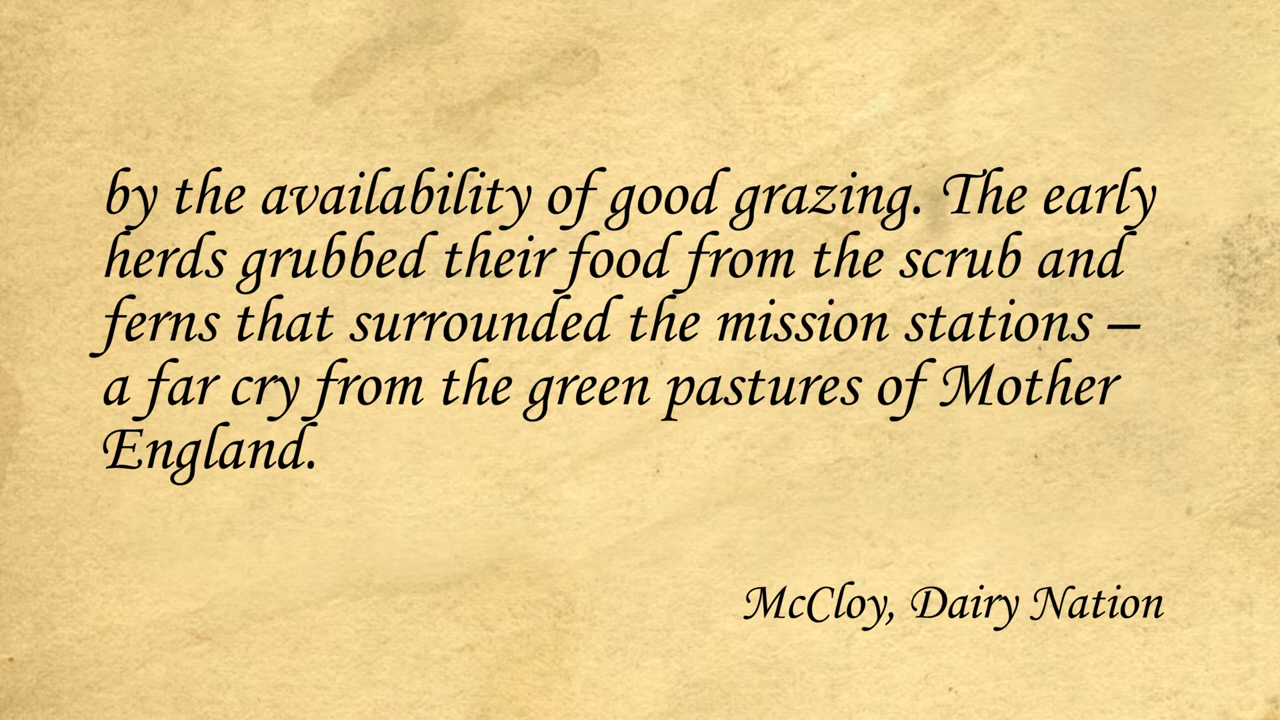 by the availability of good grazing. The early
herds grubbed their food from the scrub and
ferns that surrounded the mission stations –
a far cry from the green pastures of Mother
England.
McCloy, Dairy Nation